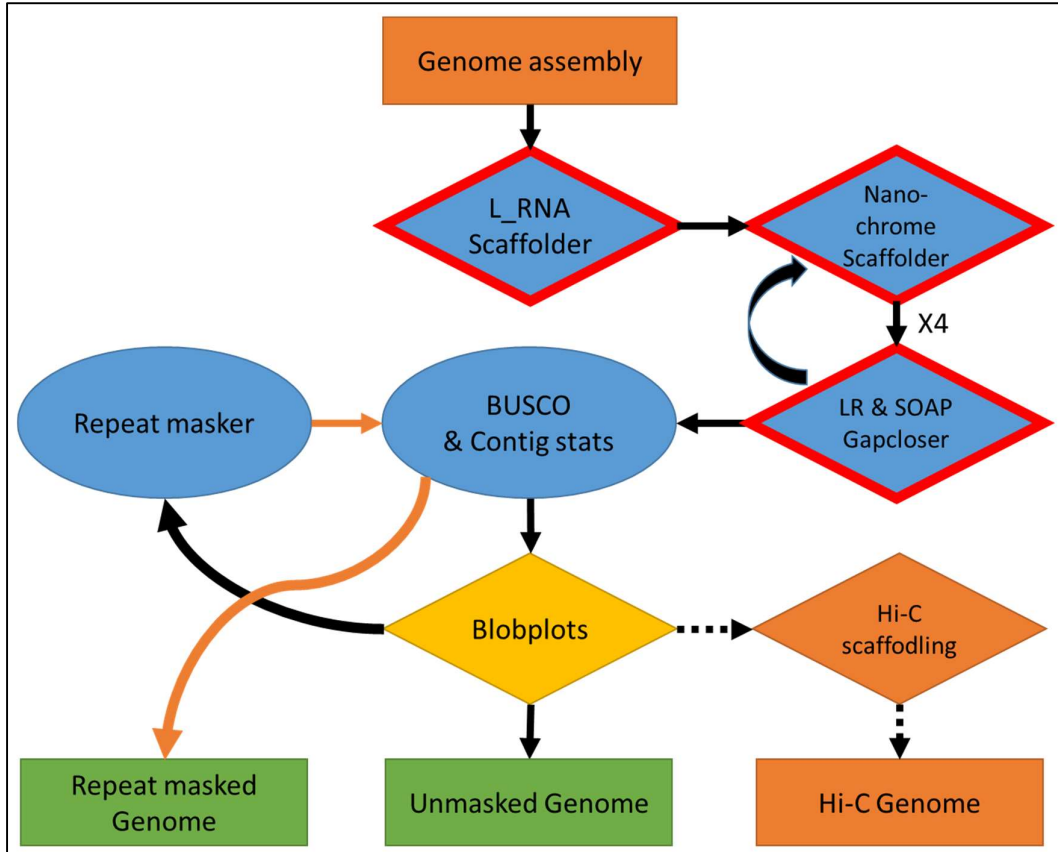 Genome assembly
L_RNA
Scaffolder
Nano-
chrome
Scaffolder
X4
Repeat masker
BUSCO
& Contig stats
LR & SOAP
Gapcloser
Blobplots
Hi-C
scaffodling
Repeat masked
Genome
Unmasked Genome
Hi-C Genome